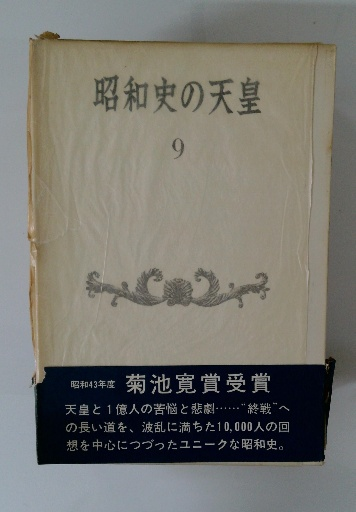 昭和史の天皇
9
昭和43年度 菊池寛賞受賞
天皇と1億人の苦悩と悲劇……“終戦”へ
の長い道を、波乱に満ちた10,000人の回
想を中心につづったユニークな昭和史。